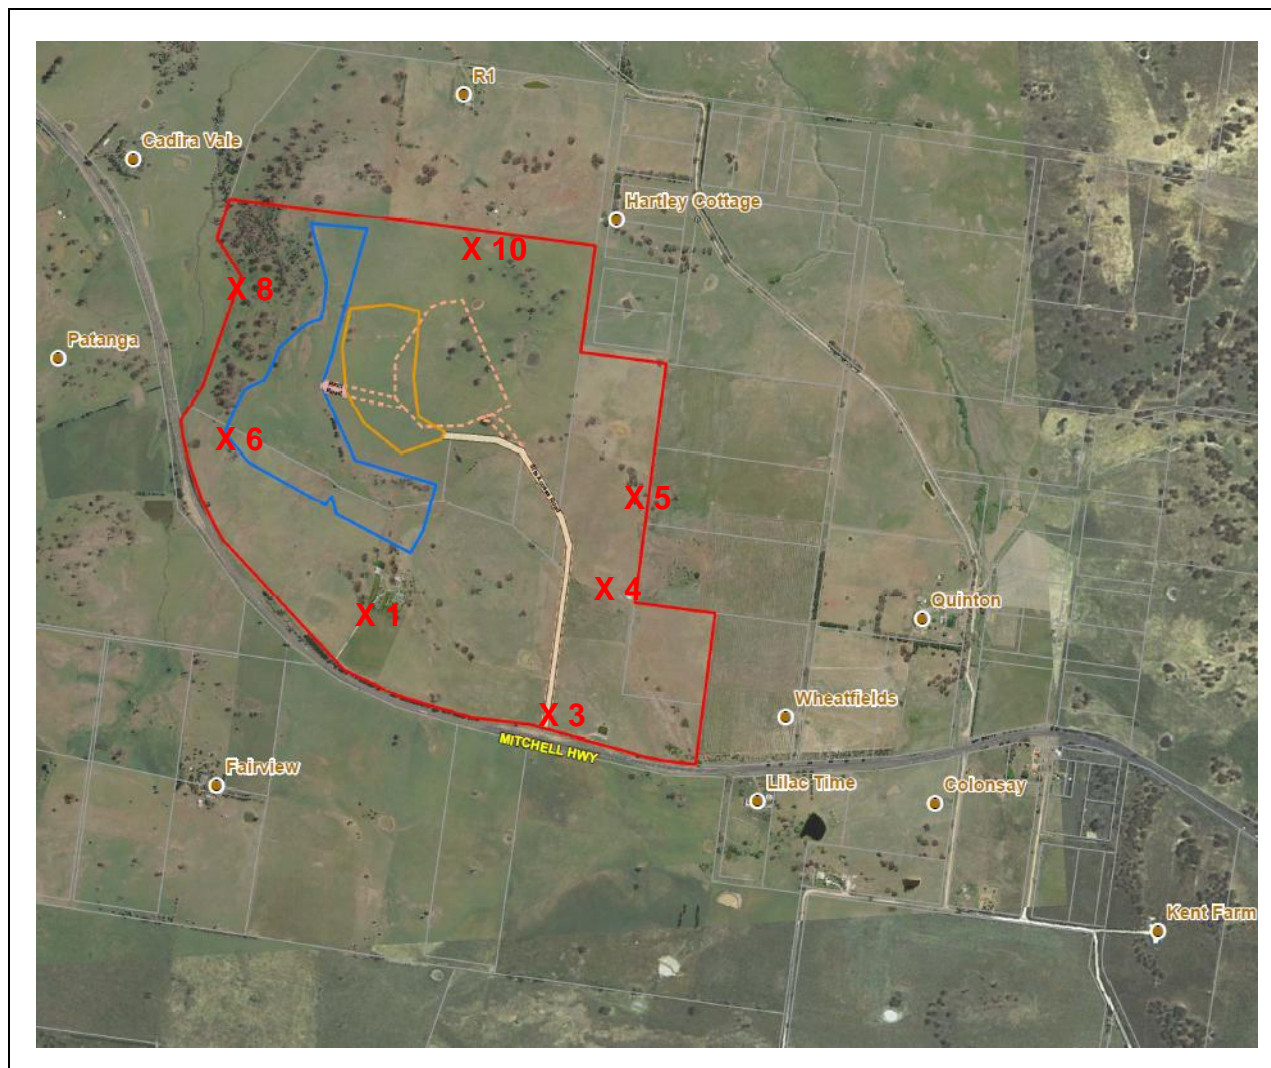 R1
Cadira Vale
Hartley Cottage
X 10
X 8
Patanga
X 6
X 5
X 4
Quinton
X 1
Wheatfields
X 3
MITCHELL HWY
Fairview
Lilac Time
Colonsay
Kent Farm